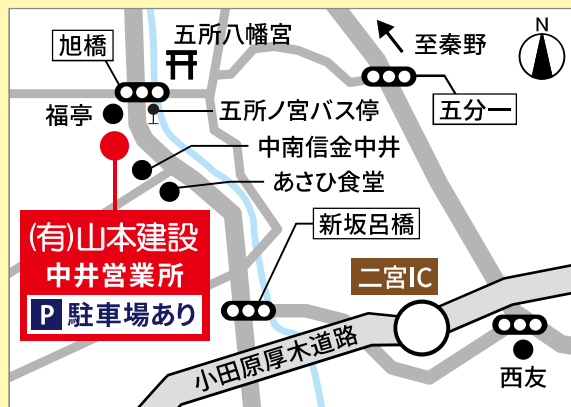 五所八幡宮
N
旭橋
至秦野
福亭
五所ノ宮バス停
五分一
中南信金中井
あさひ食堂
(有)山本建設
中井営業所
P 駐車場あり
新坂呂橋
二宮IC
小田原厚木道路
西友